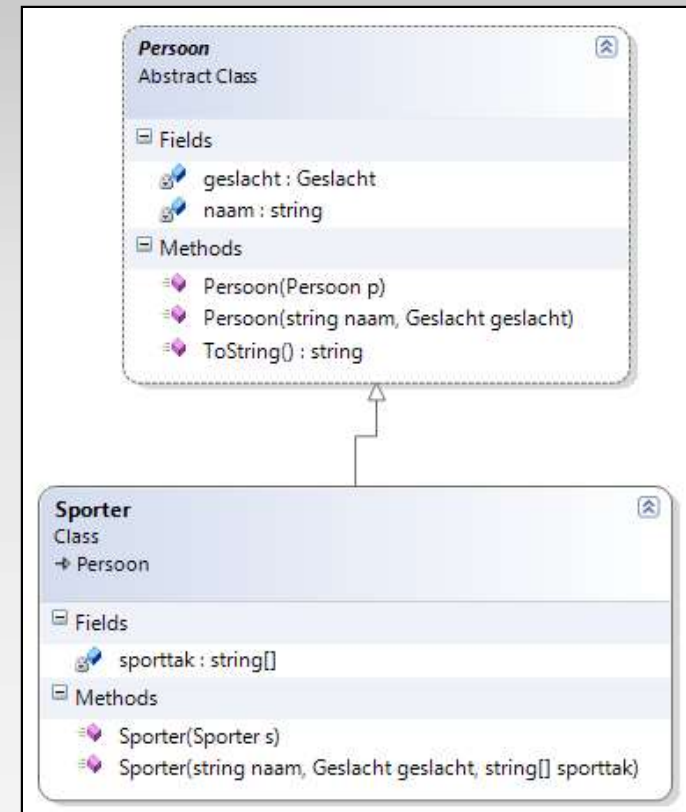 Persoon
Abstract Class
Fields
geslacht : Geslacht
naam : string
Methods
Persoon(Persoon p)
Persoon(string naam, Geslacht geslacht)
ToString() : string
Sporter
Class
Persoon
Fields
sporttak : string[]
Methods
Sporter(Sporter s)
Sporter(string naam, Geslacht geslacht, string[] sporttak)